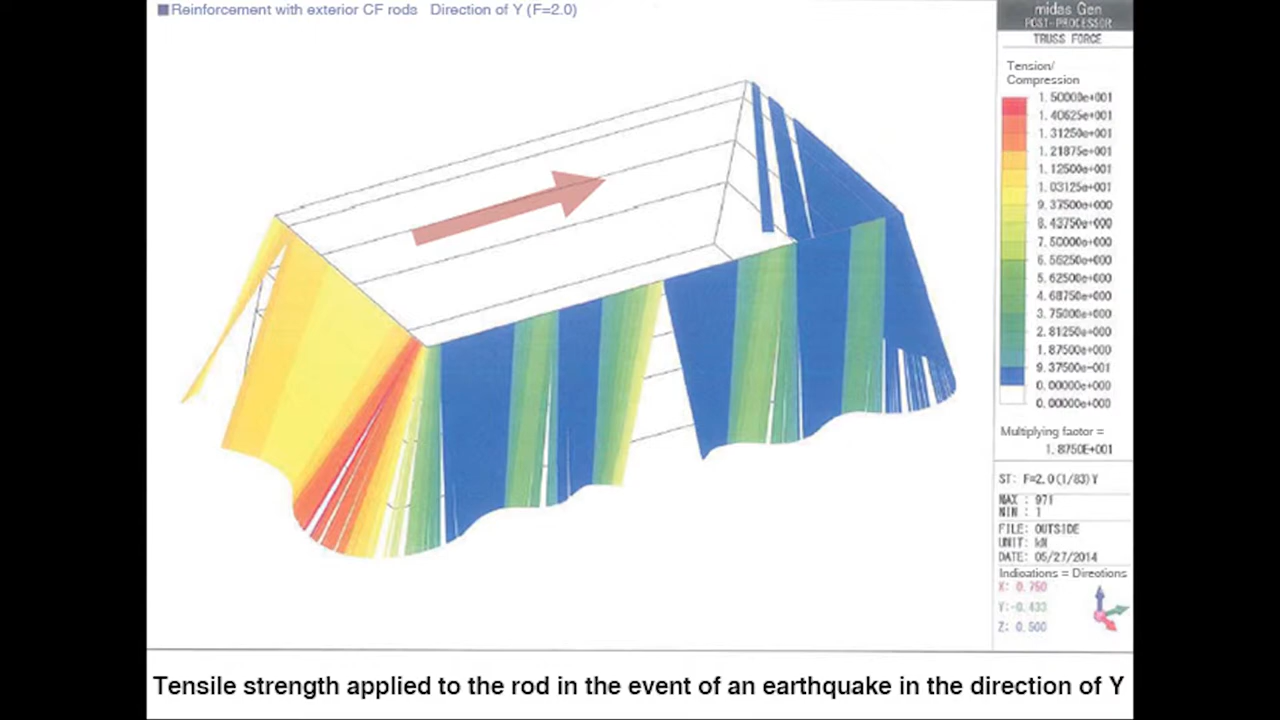 ■Reinforcement with exterior CF rods Direction of Y (F=2.0)
midas Gen
POST-PROCESSOR
TRUSS FORCE
Tension/
Compression
1.50000e+001
1.40625e+001
1.31250e+001
1.21875e+001
1.12500e+001
1.03125e+001
9.37500e+000
8.43750e+000
7.50000e+000
6.56250e+000
5.62500e+000
4.68750e+000
3.75000e+000
2.81250e+000
1.87500e+000
9.37500e-001
0.00000e+000
0.00000e+000
Multiplying factor =
1.8750E+001
ST: F=2.0(1/83)Y
MAX : 971
MIN : 1
FILE: OUTSIDE
UNIT: kN
DATE: 05/27/2014
Indications = Directions
X: 0.750
Y:-0.433
Z: 0.500
Tensile strength applied to the rod in the event of an earthquake in the direction of Y